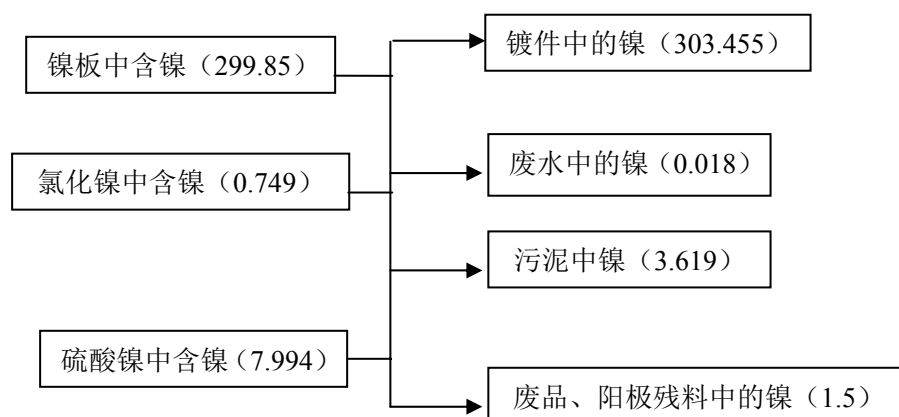 镍板中含镍（299.85）
氯化镍中含镍（0.749）
硫酸镍中含镍（7.994）
镀件中的镍（303.455）
废水中的镍（0.018）
污泥中镍（3.619）
废品、阳极残料中的镍（1.5）